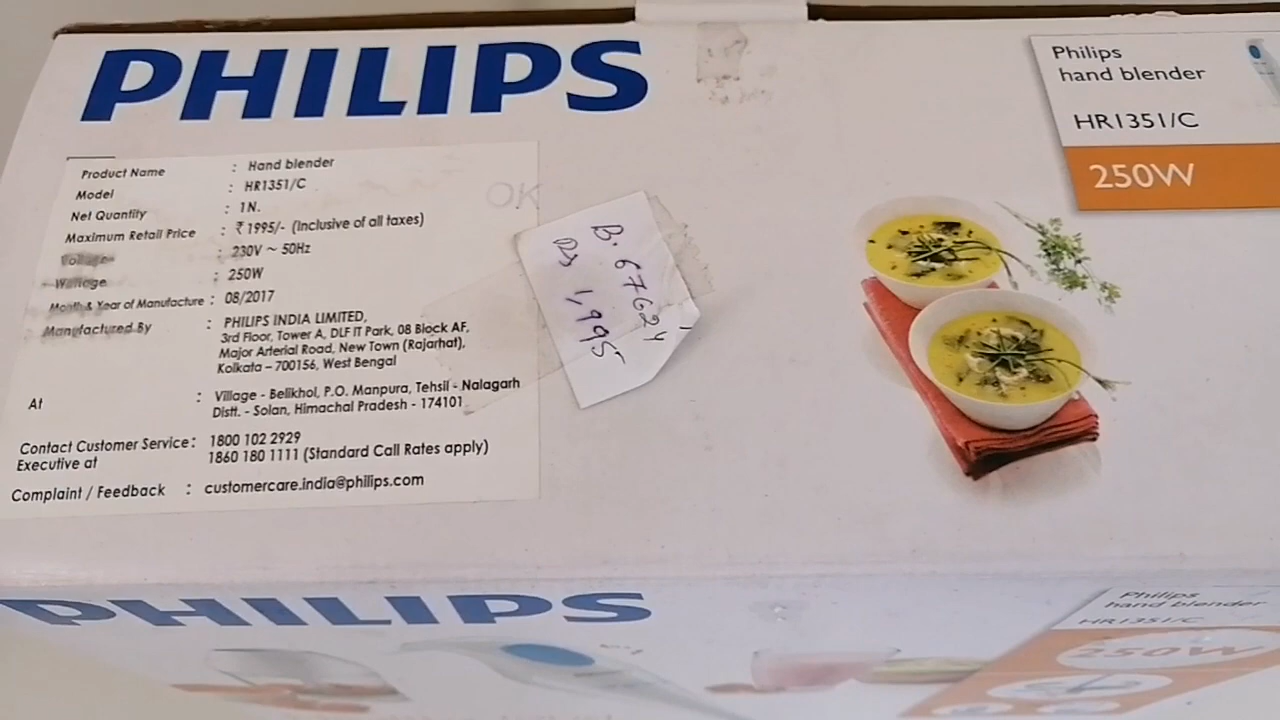 PHILIPS
Product Name : Hand blender
Model : HR1351/C
Net Quantity : 1N.
Maximum Retail Price : ₹ 1995/- (Inclusive of all taxes)
Voltage : 230V ~ 50Hz
Wattage : 250W
Month & Year of Manufacture : 08/2017
Manufactured By : PHILIPS INDIA LIMITED,
3rd Floor, Tower A, DLF IT Park, 08 Block AF,
Major Arterial Road, New Town (Rajarhat),
Kolkata – 700156, West Bengal
At : Village - Belikhol, P.O. Manpura, Tehsil - Nalagarh
Distt. - Solan, Himachal Pradesh - 174101
Contact Customer Service : 1800 102 2929
Executive at 1860 180 1111 (Standard Call Rates apply)
Complaint / Feedback : customercare.india@philips.com
OK
B. 67624
Rs 1,995
Philips
hand blender
HR1351/C
250W
PHILIPS
Philips
hand blender
HR1351/C
250W